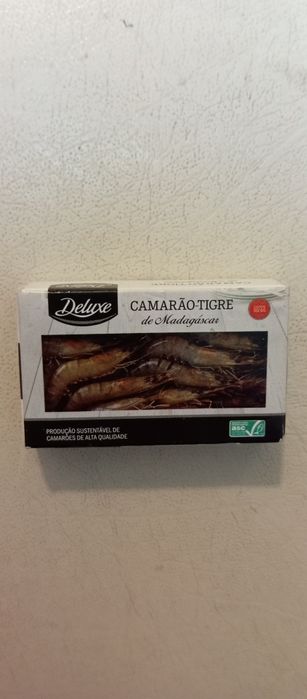 Deluxe
CAMARÃO-TIGRE
de Madagáscar
PRODUÇÃO SUSTENTÁVEL DE
CAMARÕES DE ALTA QUALIDADE
asc